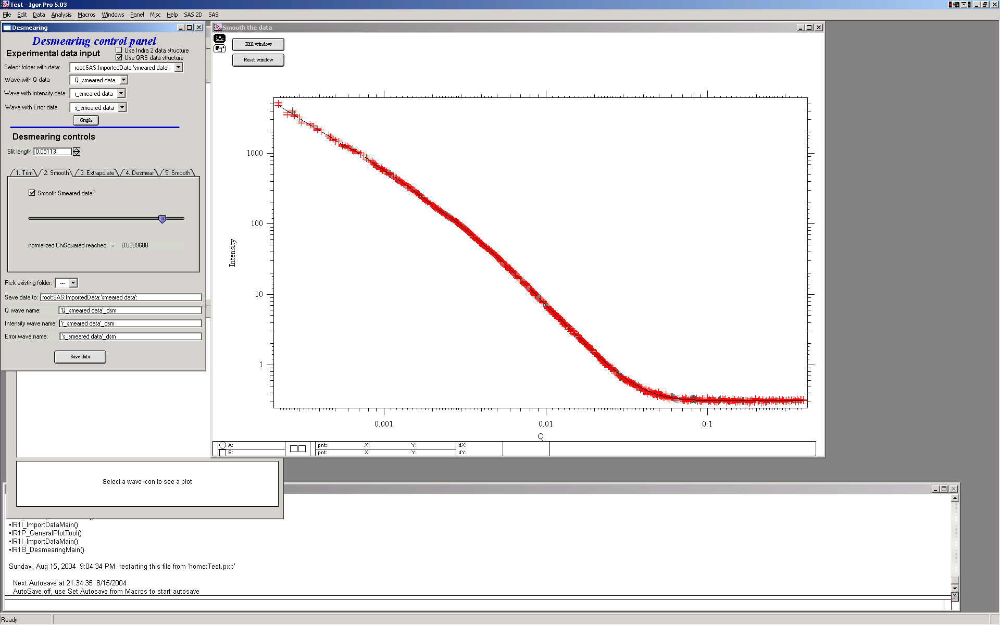 Test - Igor Pro 5.03
File Edit Data Analysis Macros Windows Panel Misc Help SAS 2D SAS
Desmearing
Desmearing control panel
Experimental data input
Use Indra 2 data structure
Use QRS data structure
Select folder with data: root:SAS:ImportedData:'smeared data':
Wave with Q data Q_smeared data
Wave with Intensity data r_smeared data
Wave with Error data s_smeared data
Graph
Desmearing controls
Slit length 0.05113
1. Trim 2. Smooth 3. Extrapolate 4. Desmear 5. Smooth
Smooth Smeared data?
normalized ChiSquared reached = 0.0399688
Pick existing folder: ---
Save data to: root:SAS:ImportedData:'smeared data':
Q wave name: 'Q_smeared data'_dsm
Intensity wave name: 'r_smeared data'_dsm
Error wave name: 's_smeared data'_dsm
Save data
Smooth the data
Kill window
Reset window
1000
100
10
1
Intensity
0.001 0.01 0.1
Q
A: pnt: X: Y: dX:
B: pnt: X: Y: dY:
Select a wave icon to see a plot
•IR1I_ImportDataMain()
•IR1P_GeneralPlotTool()
•IR1I_ImportDataMain()
•IR1B_DesmearingMain()
Sunday, Aug 15, 2004 9:04:34 PM restarting this file from 'home:Test.pxp'
Next Autosave at 21:34:35 8/15/2004
AutoSave off, use Set Autosave from Macros to start autosave
Ready